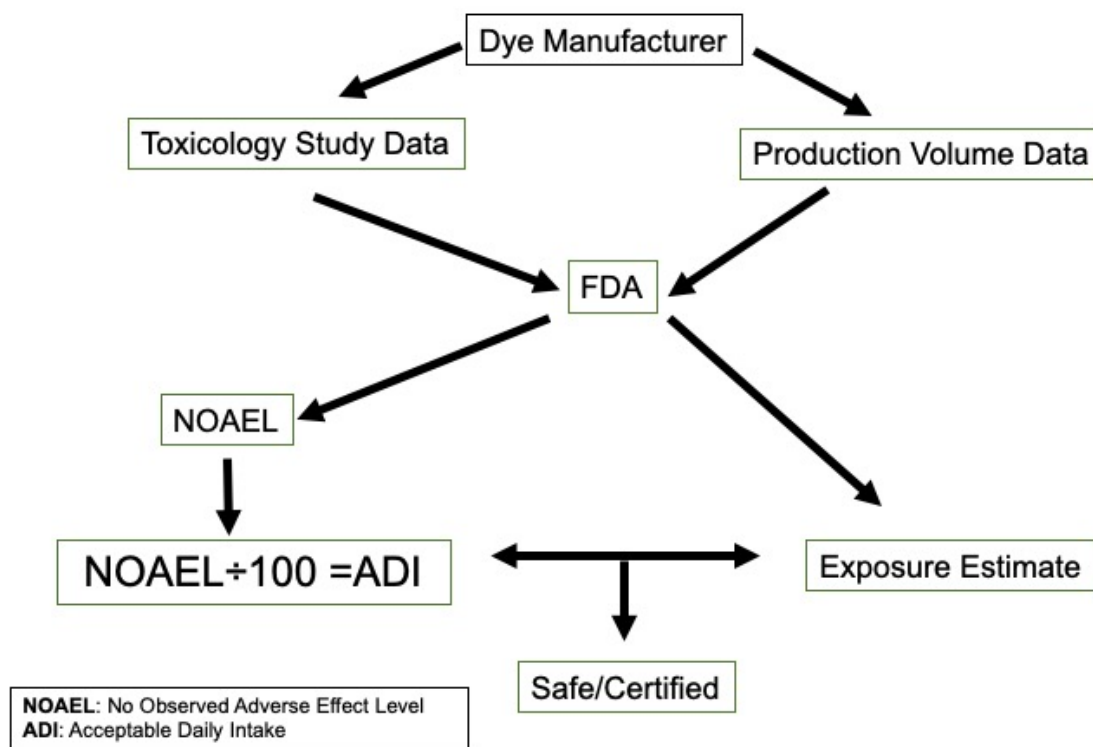 Dye Manufacturer
Toxicology Study Data
Production Volume Data
FDA
NOAEL
NOAEL÷100 =ADI
Exposure Estimate
Safe/Certified
NOAEL: No Observed Adverse Effect Level
ADI: Acceptable Daily Intake